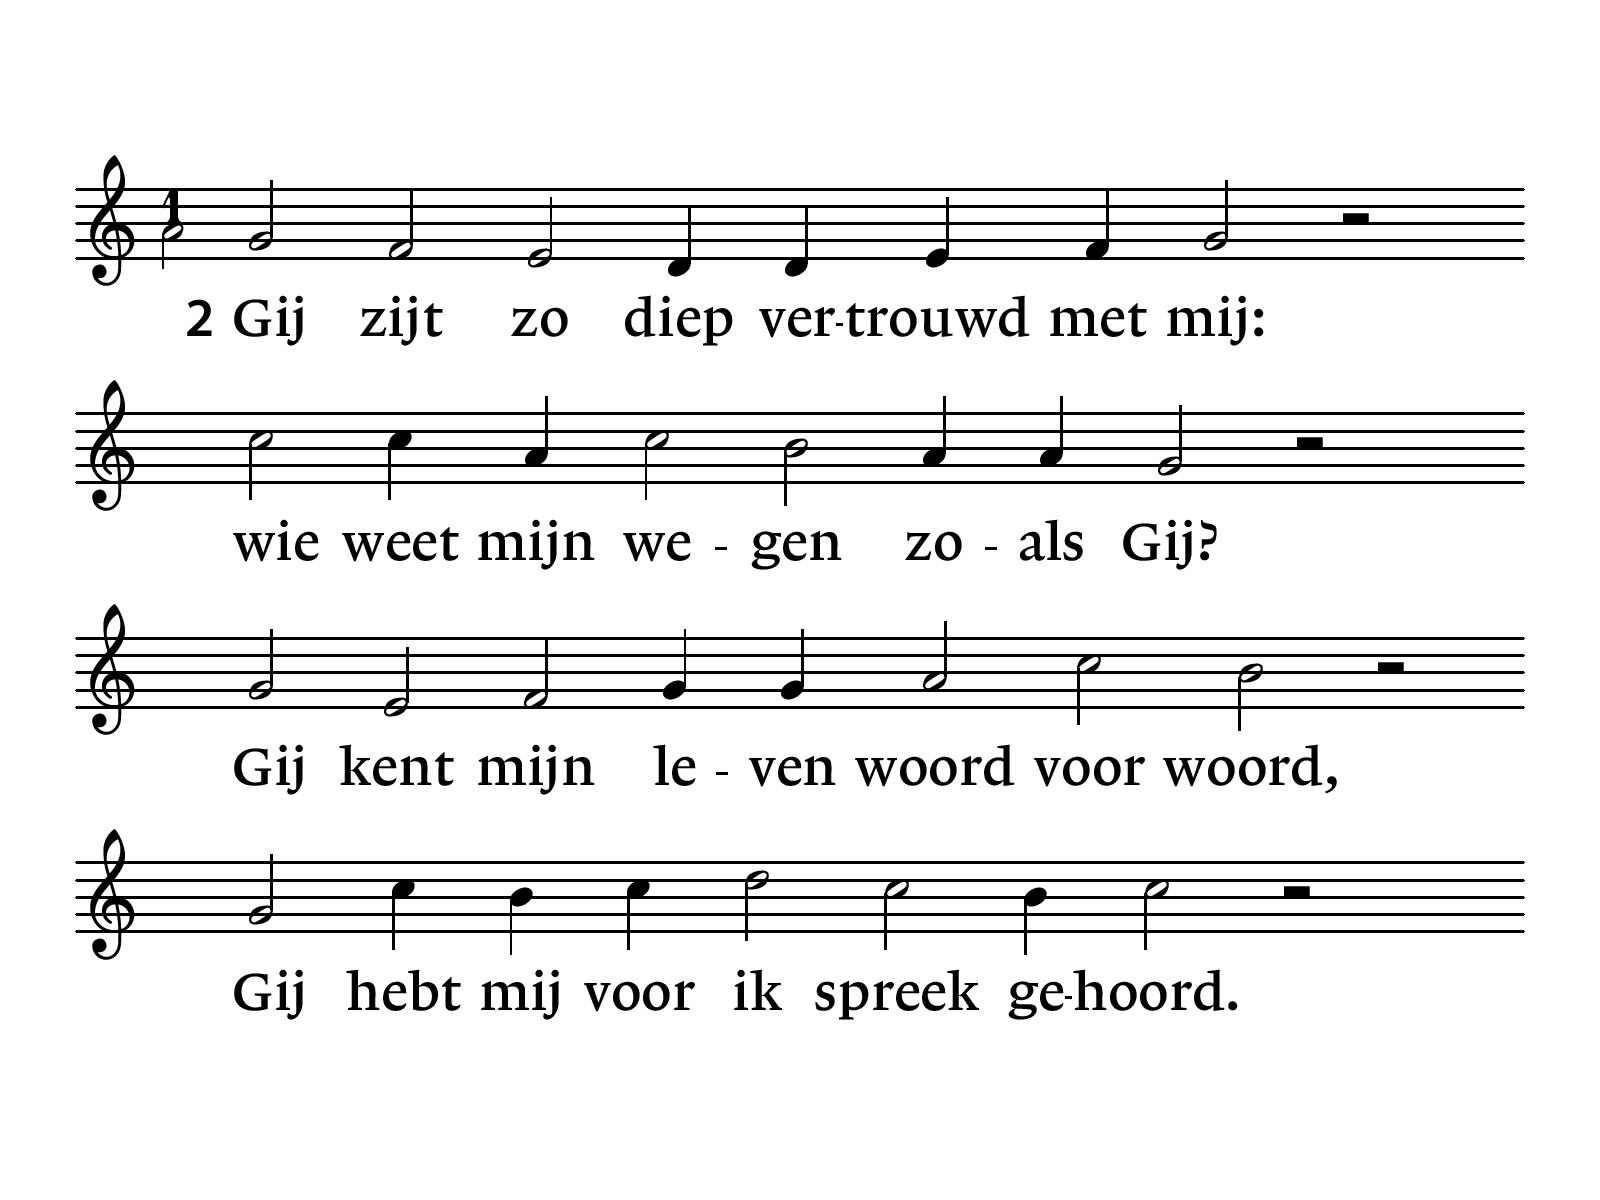 1
2 Gij zijt zo diep ver-trouwd met mij:
wie weet mijn we - gen zo - als Gij?
Gij kent mijn le - ven woord voor woord,
Gij hebt mij voor ik spreek ge-hoord.